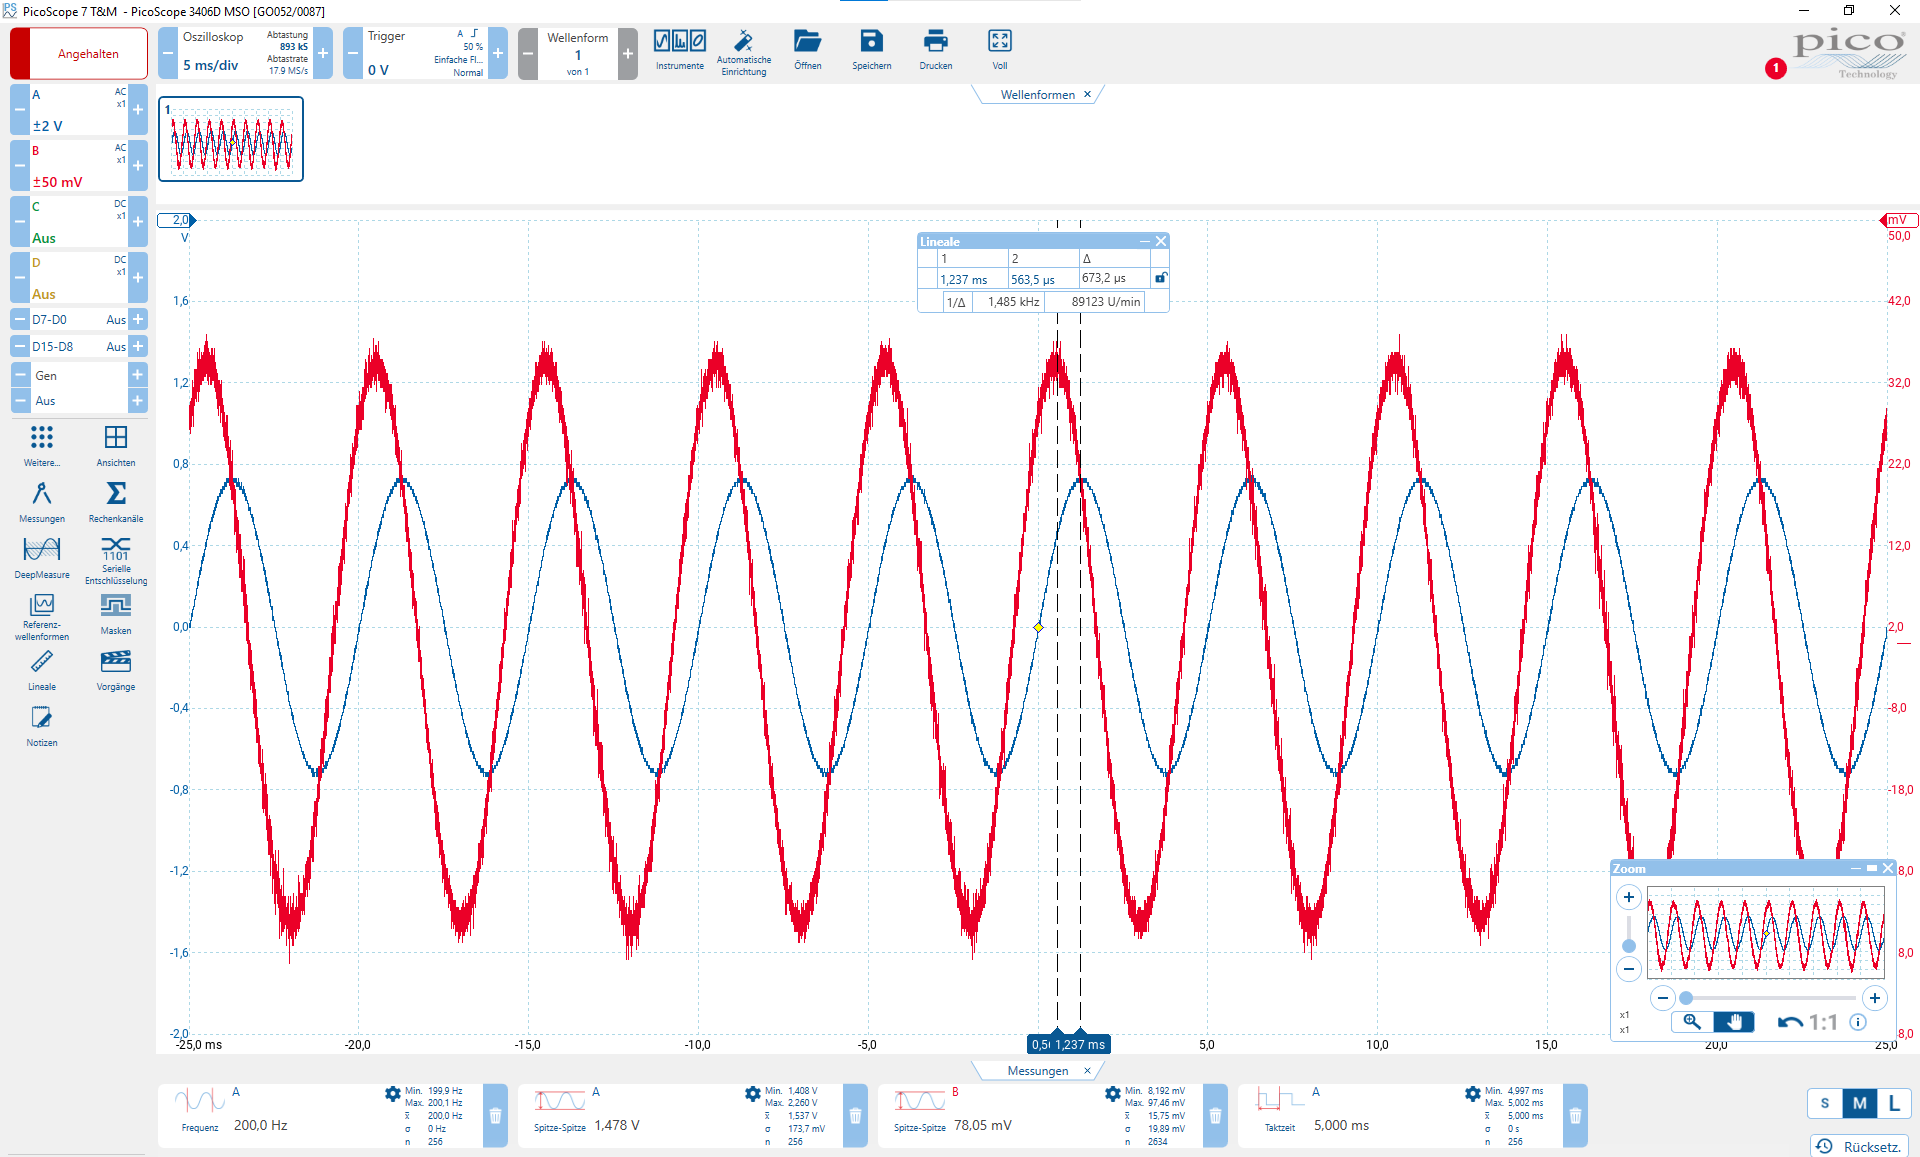 PicoScope 7 T&M - PicoScope 3406D MSO [GO052/0087]
Angehalten
Oszilloskop
5 ms/div
Abtastung
893 kS
Abtastrate
17.9 MS/s
Trigger
0 V
A
50 %
Einfache Fl...
Normal
Wellenform
1
von 1
Instrumente
Automatische
Einrichtung
Öffnen
Speichern
Drucken
Voll
1
pico
Technology
A
AC
x1
±2 V
B
AC
x1
±50 mV
C
DC
x1
Aus
D
DC
x1
Aus
D7-D0 Aus
D15-D8 Aus
Gen
Aus
Weitere...
Ansichten
Messungen
Rechenkanäle
DeepMeasure
1101
Serielle
Entschlüsselung
Referenz-
wellenformen
Masken
Lineale
Vorgänge
Notizen
Wellenformen ×
1
2,0
V
1,6
1,2
0,8
0,4
0,0
-0,4
-0,8
-1,2
-1,6
-2,0
mV
50,0
42,0
32,0
22,0
12,0
2,0
-8,0
-18,0
8,0
8,0
8,0
Lineale
1 2 Δ
1,237 ms 563,5 µs 673,2 µs
1/Δ 1,485 kHz 89123 U/min
Zoom
x1
x1
1:1
-25,0 ms -20,0 -15,0 -10,0 -5,0 0,5 1,237 ms 5,0 10,0 15,0 20,0 25,0
Messungen ×
A
Frequenz 200,0 Hz
Min. 199,9 Hz
Max. 200,1 Hz
x̄ 200,0 Hz
σ 0 Hz
n 256
A
Spitze-Spitze 1,478 V
Min. 1,408 V
Max. 2,260 V
x̄ 1,537 V
σ 173,7 mV
n 256
B
Spitze-Spitze 78,05 mV
Min. 8,192 mV
Max. 97,46 mV
x̄ 15,75 mV
σ 19,89 mV
n 2634
A
Taktzeit 5,000 ms
Min. 4,997 ms
Max. 5,002 ms
x̄ 5,000 ms
σ 0 s
n 256
S M L
Rücksetz.